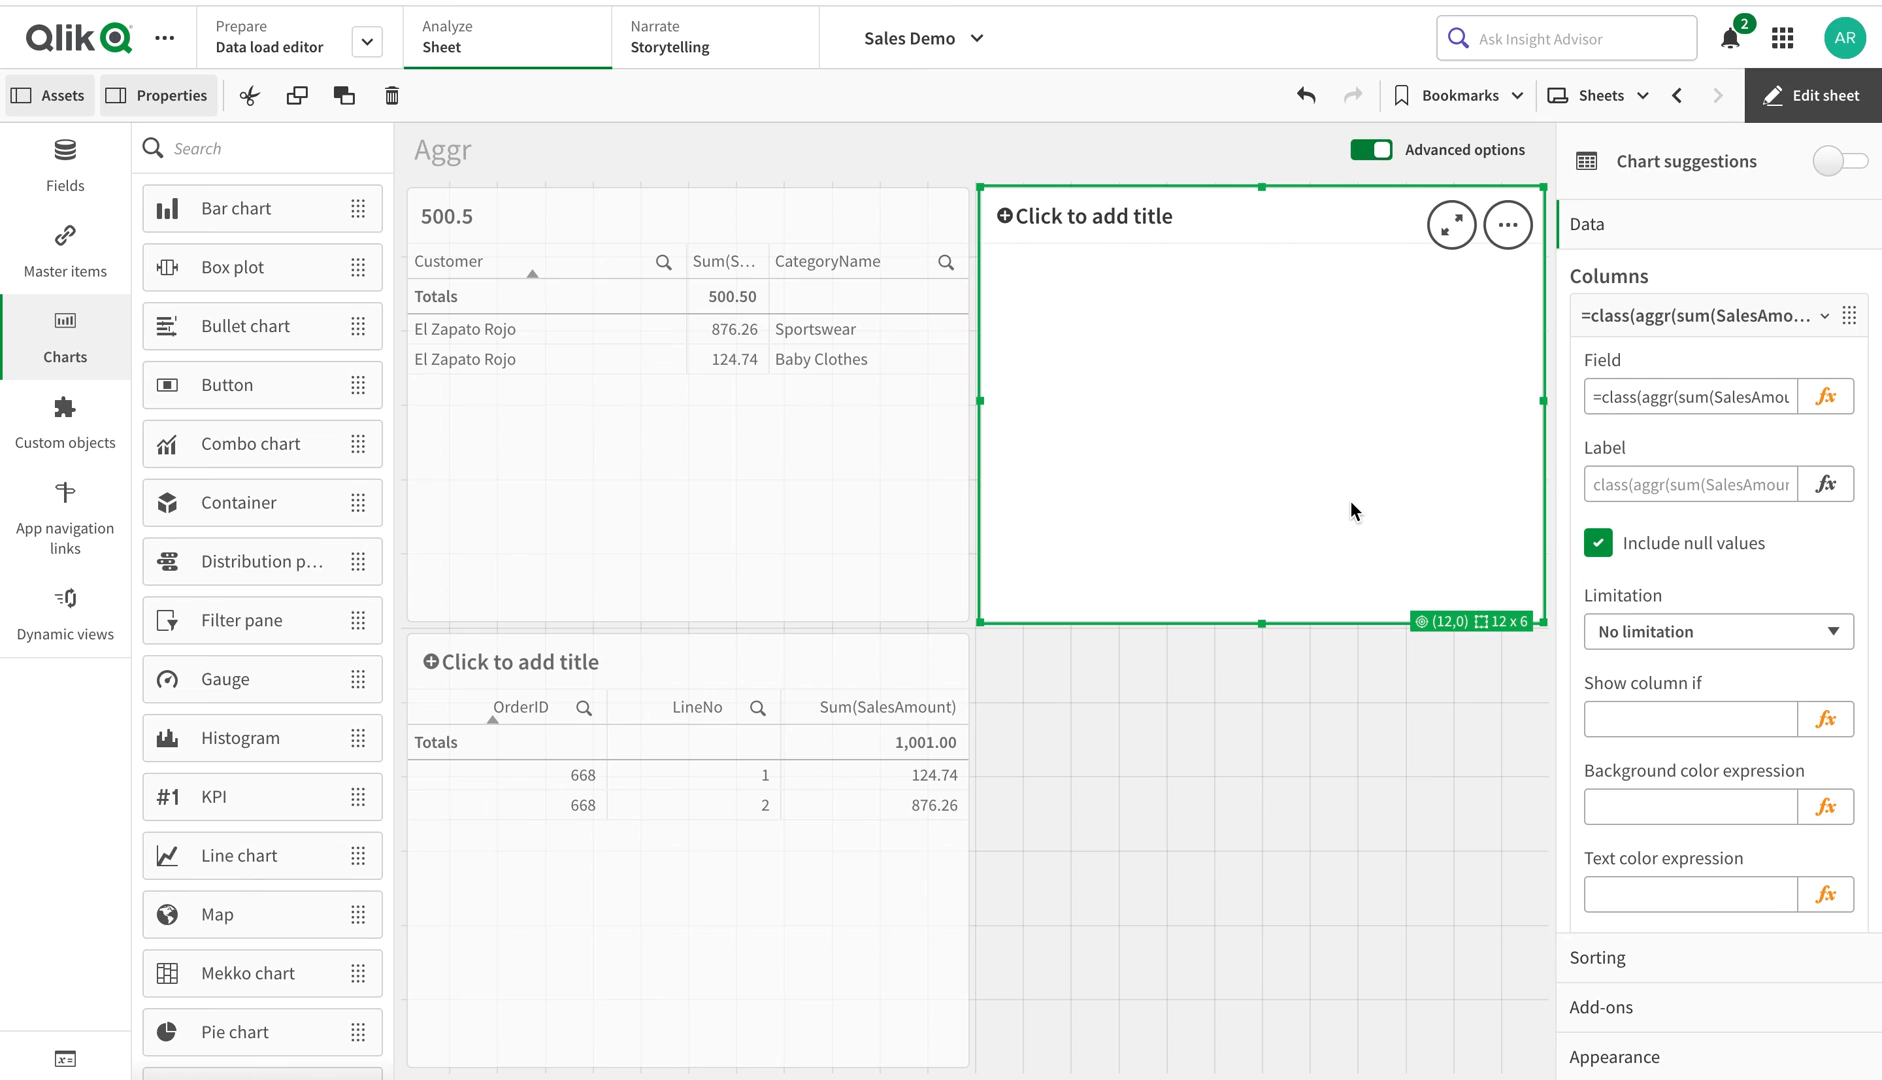 Qlik
Prepare
Data load editor
Analyze
Sheet
Narrate
Storytelling
Sales Demo
Ask Insight Advisor
2
AR
Assets
Properties
Bookmarks
Sheets
Edit sheet
Fields
Master items
Charts
Custom objects
App navigation
links
Dynamic views
Search
Bar chart
Box plot
Bullet chart
Button
Combo chart
Container
Distribution p...
Filter pane
Gauge
Histogram
#1 KPI
Line chart
Map
Mekko chart
Pie chart
Aggr
Advanced options
500.5
Customer Sum(S... CategoryName
Totals 500.50
El Zapato Rojo 876.26 Sportswear
El Zapato Rojo 124.74 Baby Clothes
Click to add title
(12,0) 12 x 6
Click to add title
OrderID LineNo Sum(SalesAmount)
Totals 1,001.00
668 1 124.74
668 2 876.26
Chart suggestions
Data
Columns
=class(aggr(sum(SalesAmo...
Field
=class(aggr(sum(SalesAmou
fx
Label
class(aggr(sum(SalesAmour
fx
Include null values
Limitation
No limitation
Show column if
fx
Background color expression
fx
Text color expression
fx
Sorting
Add-ons
Appearance
x=